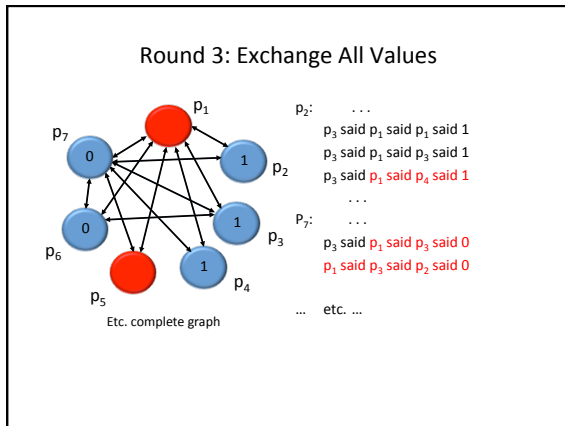 Round 3: Exchange All Values
p1
p7
0
1
p2
0
p6
1
p3
1
p4
p5
Etc. complete graph
p2: . . .
p3 said p1 said p1 said 1
p3 said p1 said p3 said 1
p3 said p1 said p4 said 1
. . .
P7: . . .
p3 said p1 said p3 said 0
p1 said p3 said p2 said 0
... etc. ...